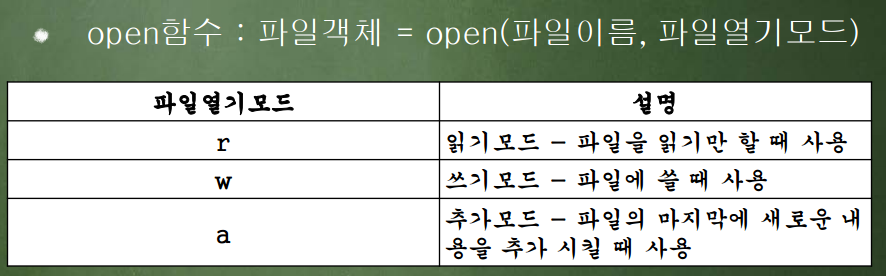 open함수 : 파일객체 = open(파일이름, 파일열기모드)
파일열기모드 설명
r 읽기모드 – 파일을 읽기만 할 때 사용
w 쓰기모드 – 파일에 쓸 때 사용
a 추가모드 – 파일의 마지막에 새로운 내
용을 추가 시킬 때 사용